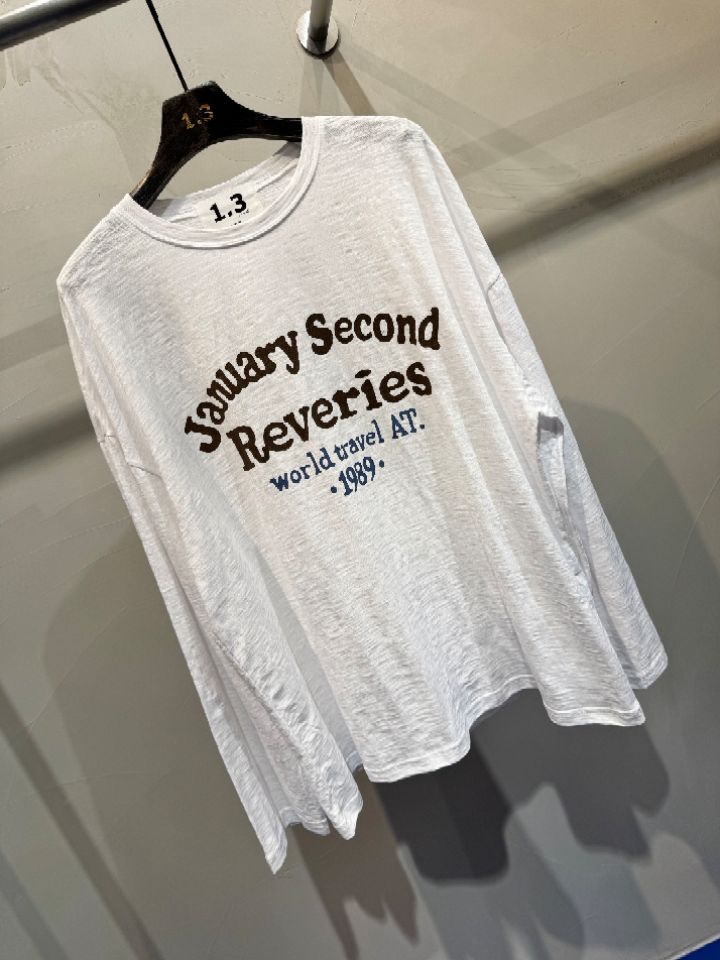 1.3
1.3
January Second
Reveries
world travel AT.
•1989•